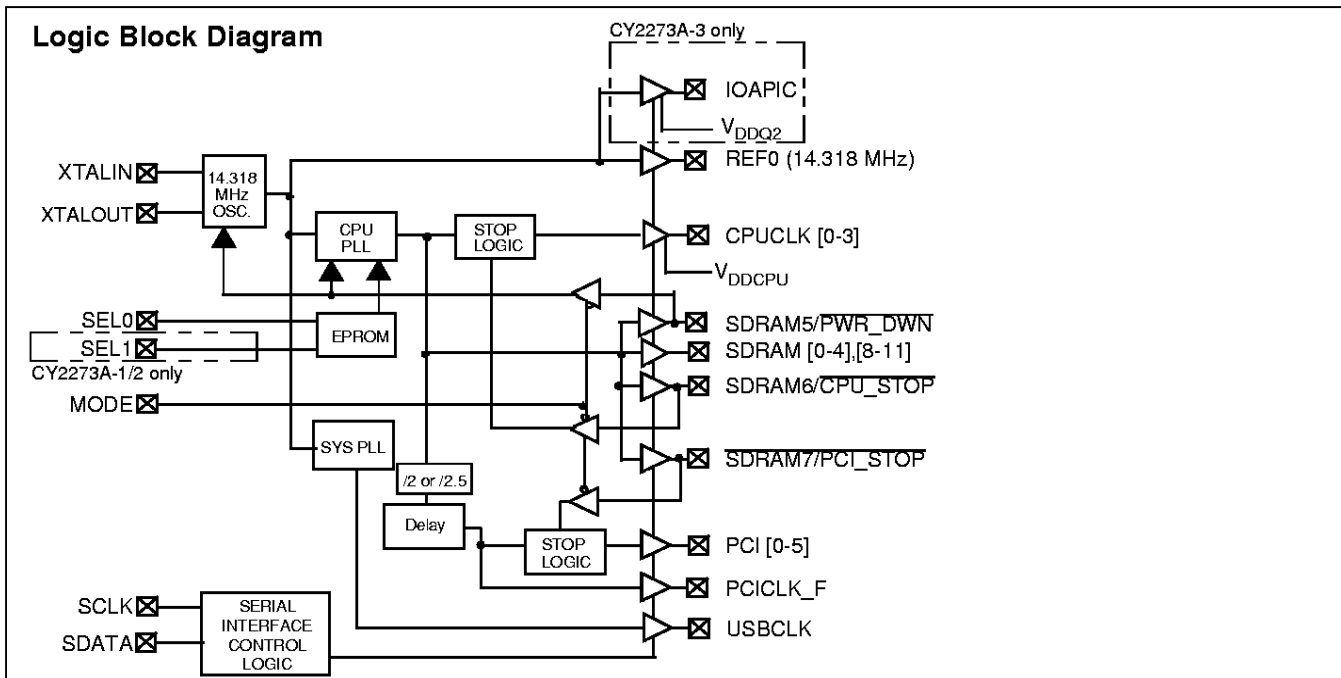 Logic Block Diagram
CY2273A-3 only
IOAPIC
VDDQ2
XTALIN
14.318
MHz
OSC.
XTALOUT
REF0 (14.318 MHz)
CPU
PLL
STOP
LOGIC
CPUCLK [0-3]
VDDCPU
SEL0
EPROM
SEL1
CY2273A-1/2 only
MODE
SDRAM5/PWR_DWN
SDRAM [0-4],[8-11]
SDRAM6/CPU_STOP
SYS PLL
SDRAM7/PCI_STOP
/2 or /2.5
Delay
STOP
LOGIC
PCI [0-5]
PCICLK_F
SCLK
SDATA
SERIAL
INTERFACE
CONTROL
LOGIC
USBCLK